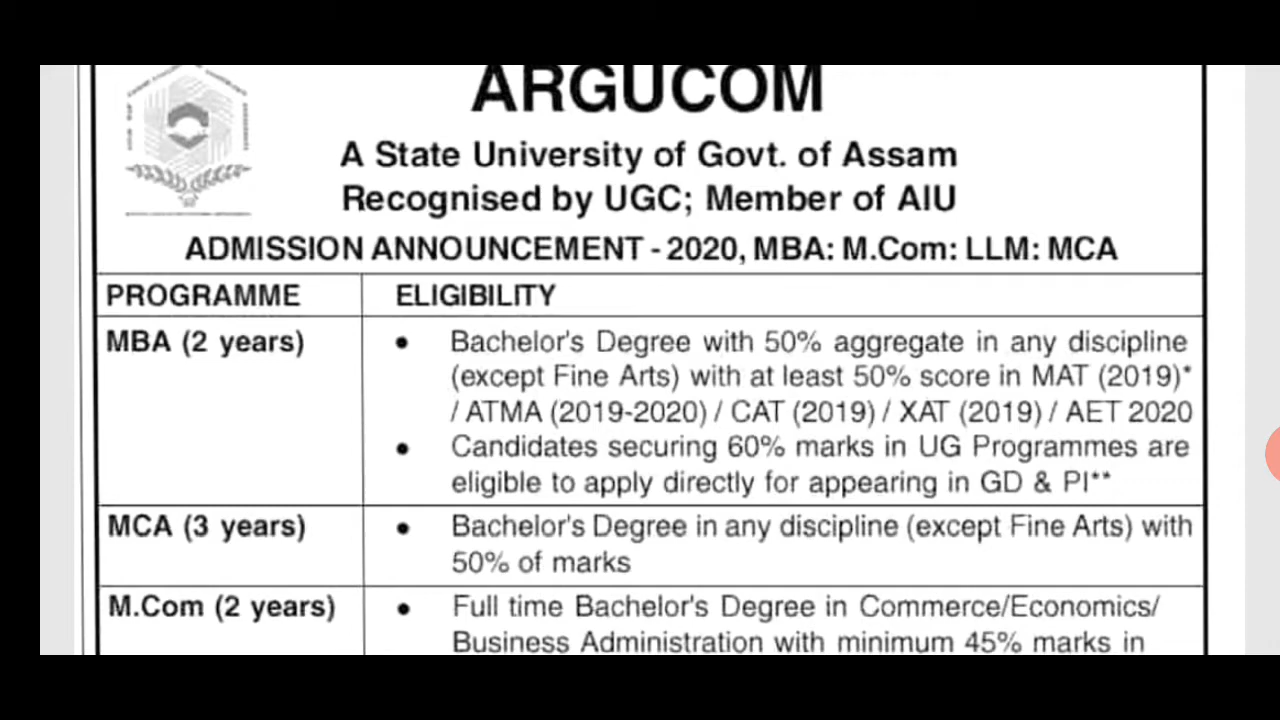 ARGUCOM
A State University of Govt. of Assam
Recognised by UGC; Member of AIU
ADMISSION ANNOUNCEMENT - 2020, MBA: M.Com: LLM: MCA
PROGRAMME ELIGIBILITY
MBA (2 years) • Bachelor's Degree with 50% aggregate in any discipline
(except Fine Arts) with at least 50% score in MAT (2019)*
/ ATMA (2019-2020) / CAT (2019) / XAT (2019) / AET 2020
• Candidates securing 60% marks in UG Programmes are
eligible to apply directly for appearing in GD & PI**
MCA (3 years) • Bachelor's Degree in any discipline (except Fine Arts) with
50% of marks
M.Com (2 years) • Full time Bachelor's Degree in Commerce/Economics/
Business Administration with minimum 45% marks in